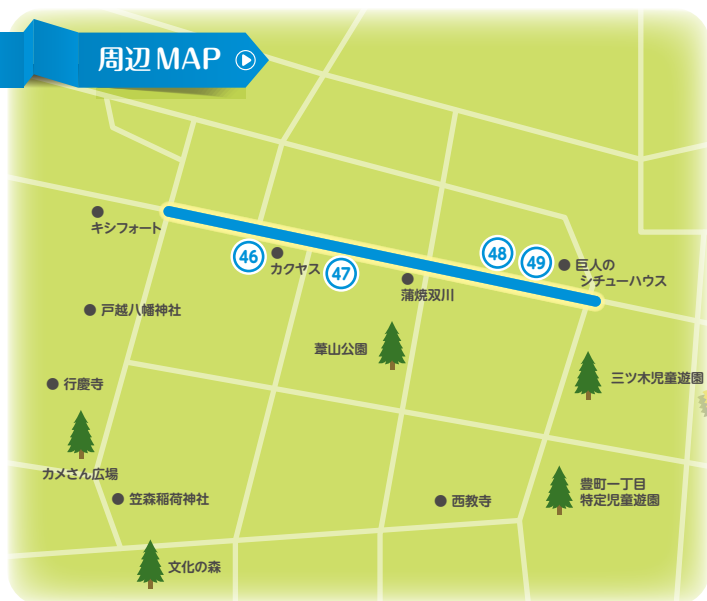 周辺MAP
キシフォート
46
カクヤス
47
48
49
巨人の
シチューハウス
蒲焼双川
戸越八幡神社
葦山公園
三ツ木児童遊園
行慶寺
カメさん広場
笠森稲荷神社
西教寺
豊町一丁目
特定児童遊園
文化の森